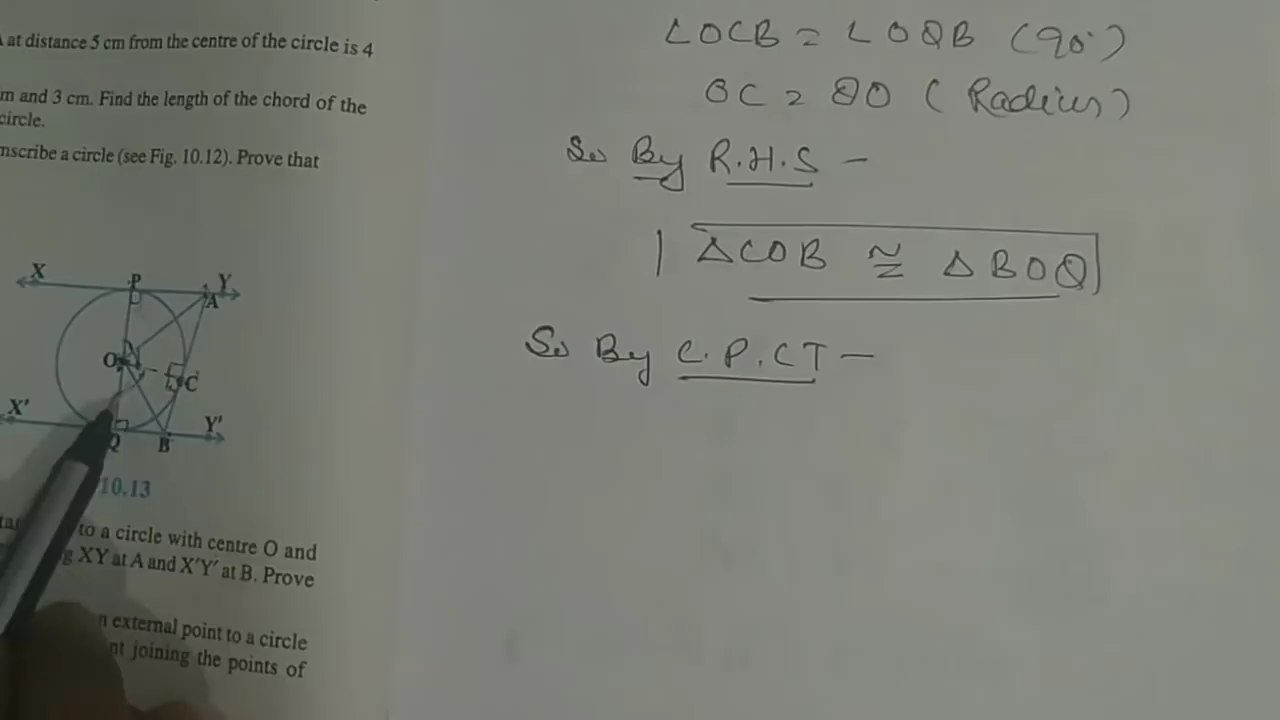 at distance 5 cm from the centre of the circle is 4
m and 3 cm. Find the length of the chord of the
circle.
nscribe a circle (see Fig. 10.12). Prove that
X P Y
A
O
C
X' Q B Y'
10.13
to a circle with centre O and
g XY at A and X'Y' at B. Prove
n external point to a circle
nt joining the points of
∠OCB = ∠OQB (90°)
OC = QO (Radius)
So By R.H.S -
ΔCOB ≅ ΔBOQ
So By C.P.CT -